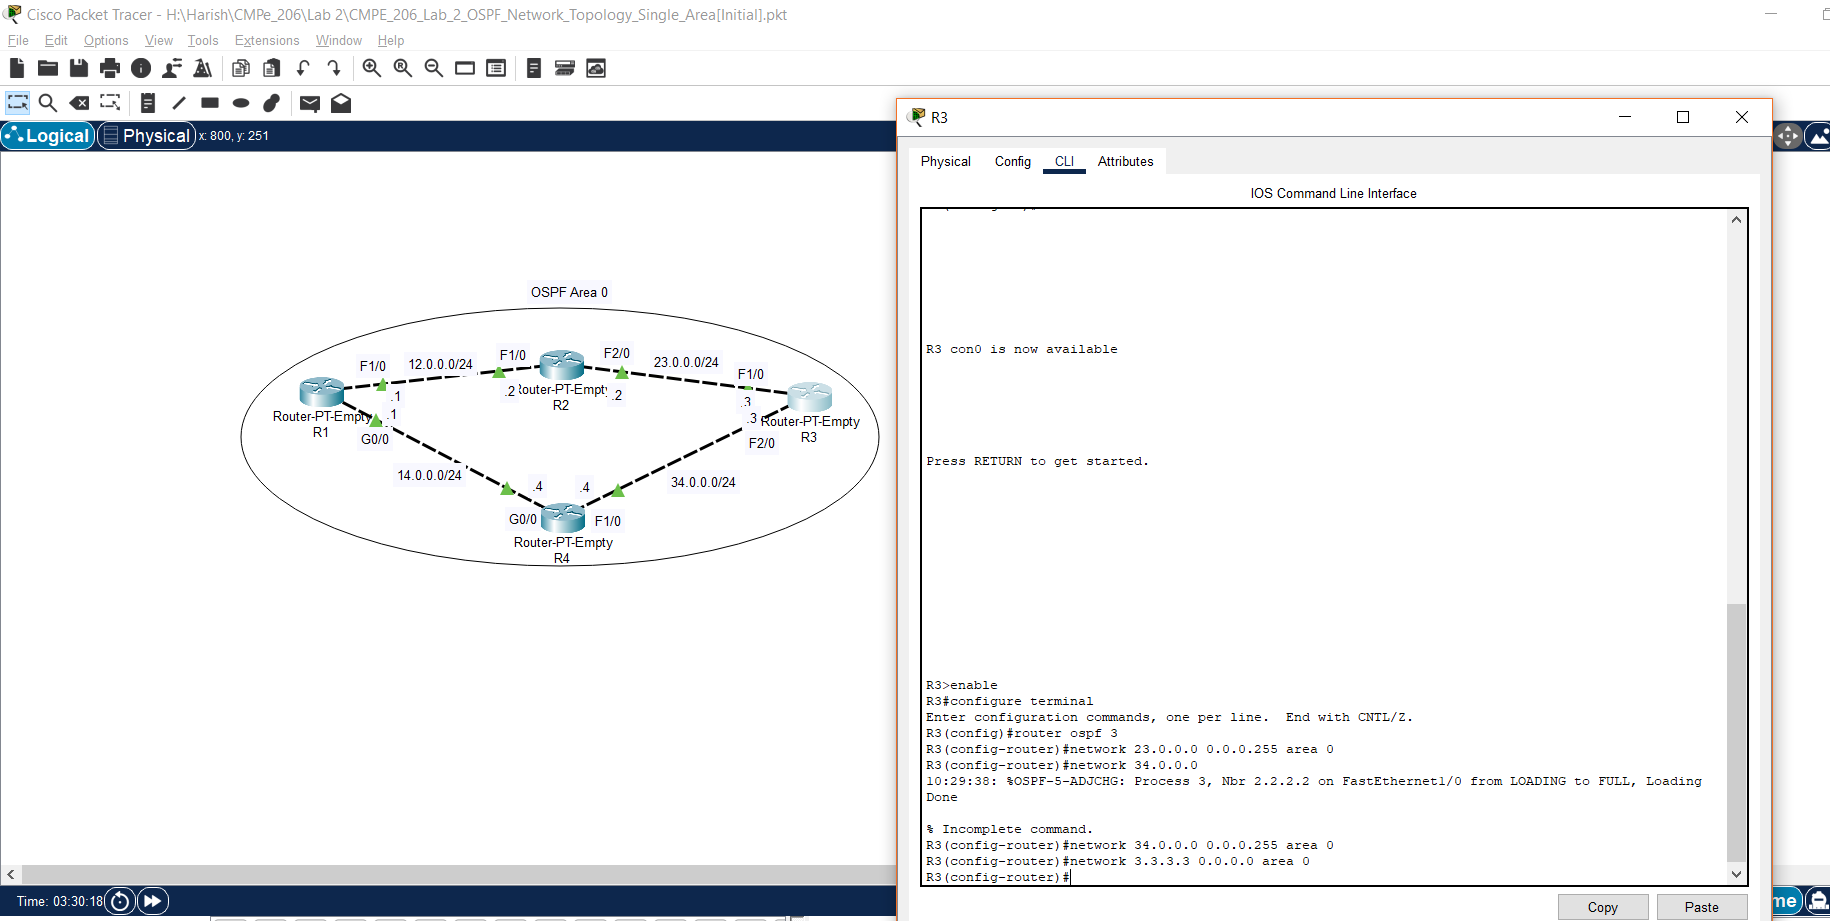 Cisco Packet Tracer - H:\Harish\CMPe_206\Lab 2\CMPE_206_Lab_2_OSPF_Network_Topology_Single_Area[Initial].pkt
File Edit Options View Tools Extensions Window Help
Logical Physical x: 800, y: 251
OSPF Area 0
F1/0 12.0.0.0/24 F1/0 F2/0 23.0.0.0/24 F1/0
.1 .2 .2 .3
Router-PT-Empty
R1
.1
G0/0
Router-PT-Empty
R2
.3 Router-PT-Empty
R3
F2/0
14.0.0.0/24 .4 .4 34.0.0.0/24
G0/0 F1/0
Router-PT-Empty
R4
Time: 03:30:18
R3
Physical Config CLI Attributes
IOS Command Line Interface
R3 con0 is now available
Press RETURN to get started.
R3>enable
R3#configure terminal
Enter configuration commands, one per line.  End with CNTL/Z.
R3(config)#router ospf 3
R3(config-router)#network 23.0.0.0 0.0.0.255 area 0
R3(config-router)#network 34.0.0.0
10:29:38: %OSPF-5-ADJCHG: Process 3, Nbr 2.2.2.2 on FastEthernet1/0 from LOADING to FULL, Loading
Done
% Incomplete command.
R3(config-router)#network 34.0.0.0 0.0.0.255 area 0
R3(config-router)#network 3.3.3.3 0.0.0.0 area 0
R3(config-router)#
Copy Paste
me